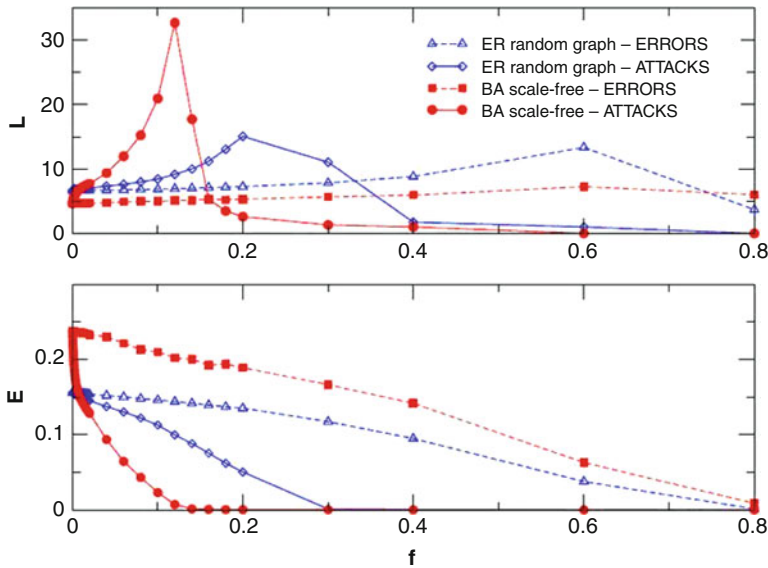 35
30
20
10
0
L
ER random graph – ERRORS
ER random graph – ATTACKS
BA scale-free – ERRORS
BA scale-free – ATTACKS
0 0.2 0.4 0.6 0.8
0.2
0.1
0
E
0 0.2 0.4 0.6 0.8
f